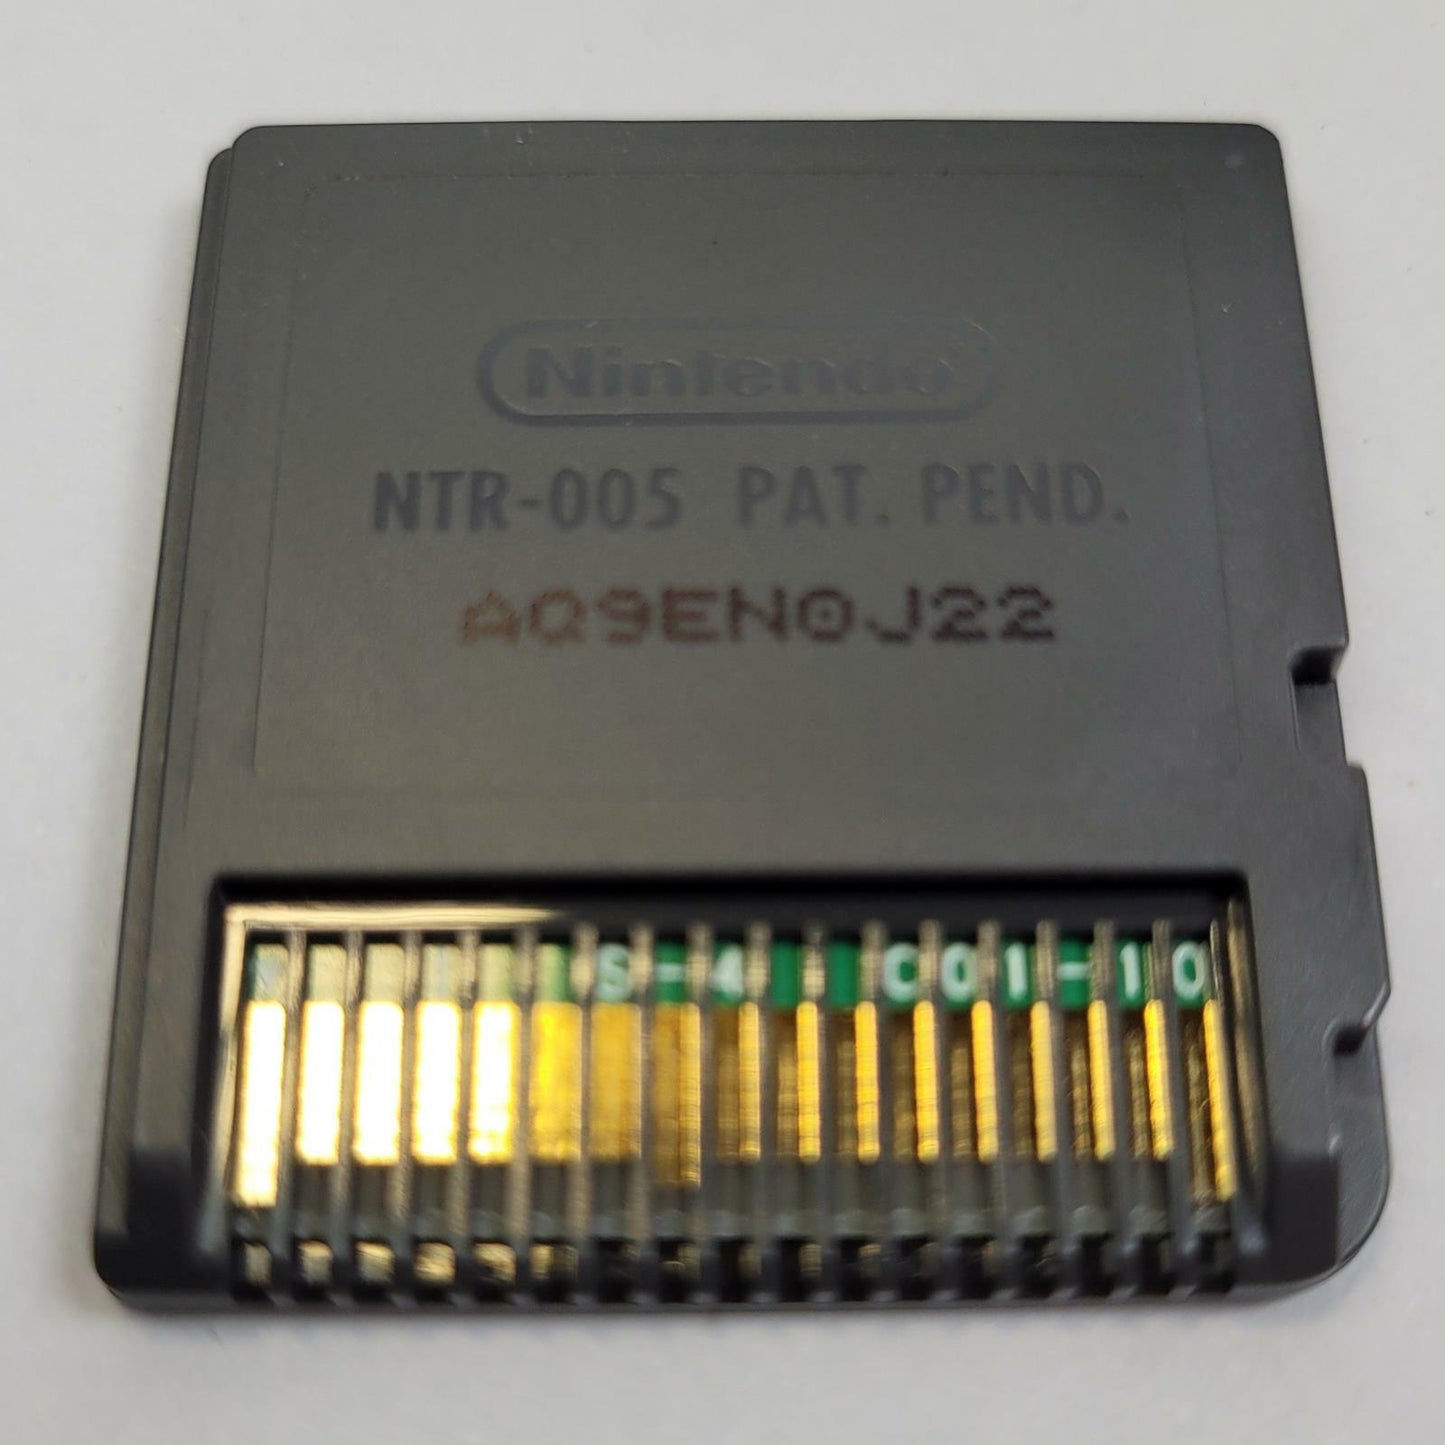 Nintendo
NTR-005 PAT. PEND.
AQ9EN0J22
S-4 C01-10